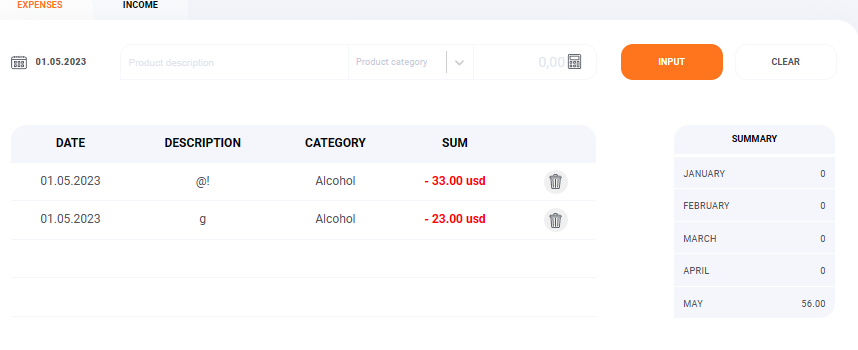 EXPENSES INCOME
01.05.2023 Product description Product category 0,00 INPUT CLEAR
DATE DESCRIPTION CATEGORY SUM
01.05.2023 @! Alcohol - 33.00 usd
01.05.2023 g Alcohol - 23.00 usd
SUMMARY
JANUARY 0
FEBRUARY 0
MARCH 0
APRIL 0
MAY 56.00